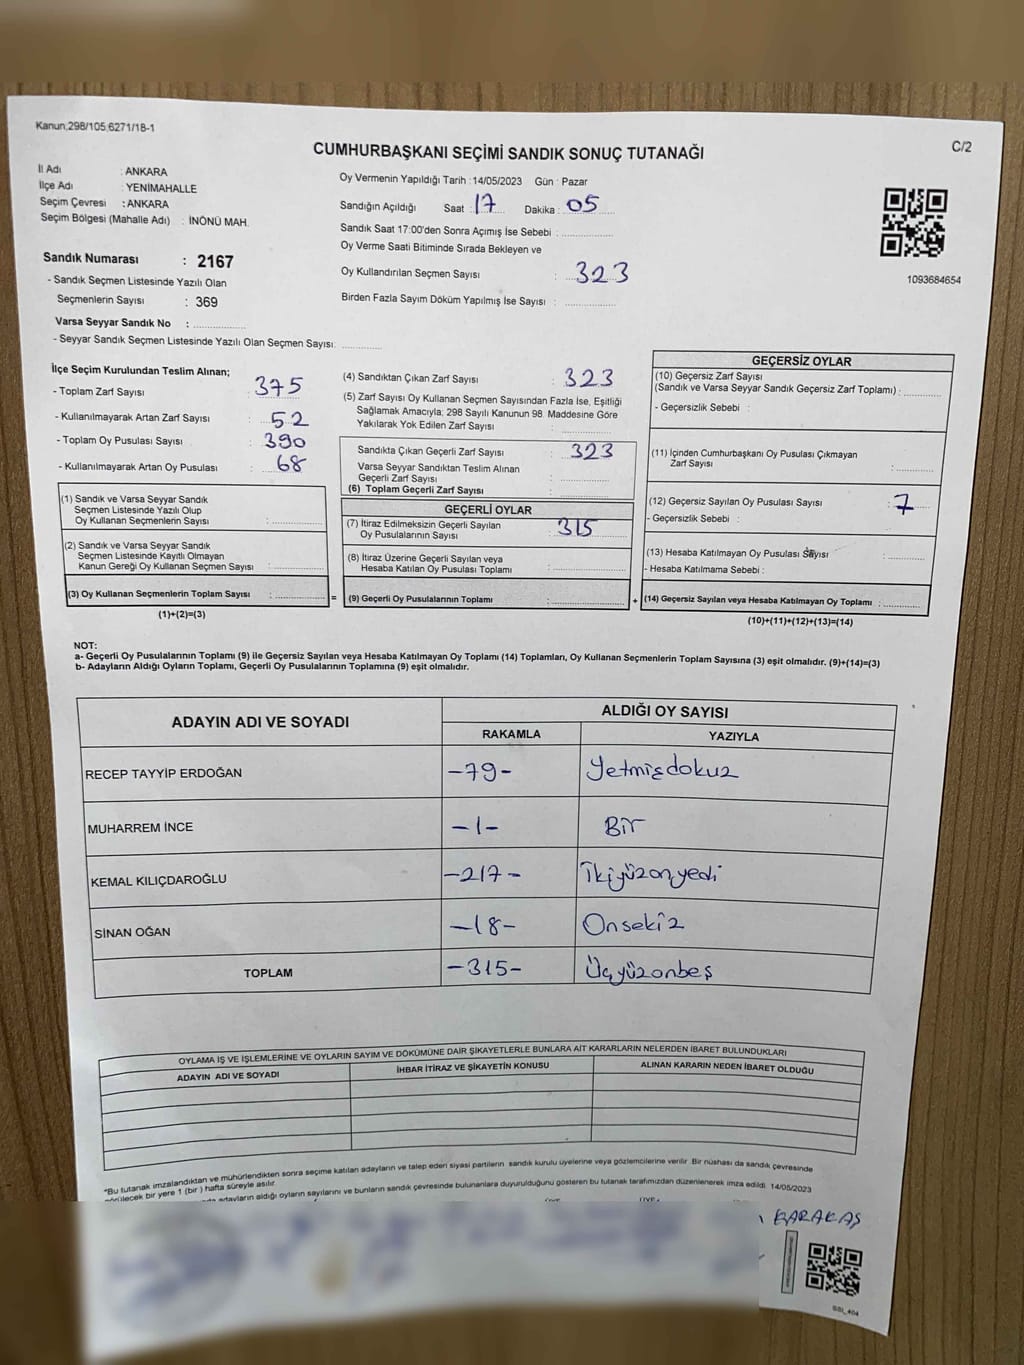 Kanun;298/105;6271/18-1
C/2
CUMHURBAŞKANI SEÇİMİ SANDIK SONUÇ TUTANAĞI
İl Adı : ANKARA
İlçe Adı : YENİMAHALLE
Seçim Çevresi : ANKARA
Seçim Bölgesi (Mahalle Adı) : İNÖNÜ MAH.
Sandık Numarası : 2167
- Sandık Seçmen Listesinde Yazılı Olan
Seçmenlerin Sayısı : 369
Varsa Seyyar Sandık No : ....................
- Seyyar Sandık Seçmen Listesinde Yazılı Olan Seçmen Sayısı: ...............
Oy Vermenin Yapıldığı Tarih :14/05/2023 Gün : Pazar
Sandığın Açıldığı Saat : 17 Dakika : 05
Sandık Saat 17:00'den Sonra Açımış İse Sebebi : ....................
Oy Verme Saati Bitiminde Sırada Bekleyen ve
Oy Kullandırılan Seçmen Sayısı : 323
Birden Fazla Sayım Döküm Yapılmış İse Sayısı : ....................
1093684654
İlçe Seçim Kurulundan Teslim Alınan;
- Toplam Zarf Sayısı : 375
- Kullanılmayarak Artan Zarf Sayısı : 52
- Toplam Oy Pusulası Sayısı : 390
- Kullanılmayarak Artan Oy Pusulası : 68
(1) Sandık ve Varsa Seyyar Sandık
Seçmen Listesinde Yazılı Olup
Oy Kullanan Seçmenlerin Sayısı : ....................
(2) Sandık ve Varsa Seyyar Sandık
Seçmen Listesinde Kayıtlı Olmayan
Kanun Gereği Oy Kullanan Seçmen Sayısı : ....................
(3) Oy Kullanan Seçmenlerin Toplam Sayısı : .................... =
(1)+(2)=(3)
(4) Sandıktan Çıkan Zarf Sayısı : 323
(5) Zarf Sayısı Oy Kullanan Seçmen Sayısından Fazla İse, Eşitliği
Sağlamak Amacıyla; 298 Sayılı Kanunun 98. Maddesine Göre
Yakılarak Yok Edilen Zarf Sayısı : ....................
Sandıkta Çıkan Geçerli Zarf Sayısı : 323
Varsa Seyyar Sandıktan Teslim Alınan
Geçerli Zarf Sayısı : ....................
(6) Toplam Geçerli Zarf Sayısı : ....................
GEÇERLİ OYLAR
(7) İtiraz Edilmeksizin Geçerli Sayılan
Oy Pusulalarının Sayısı : 315
(8) İtiraz Üzerine Geçerli Sayılan veya
Hesaba Katılan Oy Pusulası Toplamı : ....................
(9) Geçerli Oy Pusulalarının Toplamı : .................... +
GEÇERSİZ OYLAR
(10) Geçersiz Zarf Sayısı
(Sandık ve Varsa Seyyar Sandık Geçersiz Zarf Toplamı) : ...............
- Geçersizlik Sebebi :
(11) İçinden Cumhurbaşkanı Oy Pusulası Çıkmayan
Zarf Sayısı : ...............
(12) Geçersiz Sayılan Oy Pusulası Sayısı : 7
- Geçersizlik Sebebi :
(13) Hesaba Katılmayan Oy Pusulası Sayısı : ...............
- Hesaba Katılmama Sebebi :
(14) Geçersiz Sayılan veya Hesaba Katılmayan Oy Toplamı : ...............
(10)+(11)+(12)+(13)=(14)
NOT:
a- Geçerli Oy Pusulalarının Toplamı (9) ile Geçersiz Sayılan veya Hesaba Katılmayan Oy Toplamı (14) Toplamları, Oy Kullanan Seçmenlerin Toplam Sayısına (3) eşit olmalıdır. (9)+(14)=(3)
b- Adayların Aldığı Oyların Toplamı, Geçerli Oy Pusulalarının Toplamına (9) eşit olmalıdır.
ADAYIN ADI VE SOYADI
ALDIĞI OY SAYISI
RAKAMLA YAZIYLA
RECEP TAYYİP ERDOĞAN -79- Yetmişdokuz
MUHARREM İNCE -1- Bir
KEMAL KILIÇDAROĞLU -217- İkiyüzonyedi
SİNAN OĞAN -18- Onsekiz
TOPLAM -315- Üçyüzonbeş
OYLAMA İŞ VE İŞLEMLERİNE VE OYLARIN SAYIM VE DÖKÜMÜNE DAİR ŞİKAYETLERLE BUNLARA AİT KARARLARIN NELERDEN İBARET BULUNDUKLARI
ADAYIN ADI VE SOYADI İHBAR İTİRAZ VE ŞİKAYETİN KONUSU ALINAN KARARIN NEDEN İBARET OLDUĞU
"Bu tutanak imzalandıktan ve mühürlendikten sonra seçime katılan adayların ve talep eden siyasi partilerin sandık kurulu üyelerine veya gözlemcilerine verilir. Bir nüshası da sandık çevresinde
görülecek bir yere 1 (bir ) hafta süreyle asılır.
adayların aldığı oyların sayılarını ve bunların sandık çevresinde bulunanlara duyurulduğunu gösteren bu tutanak tarafımızdan düzenlenerek imza edildi. 14/05/2023
KARAKAŞ